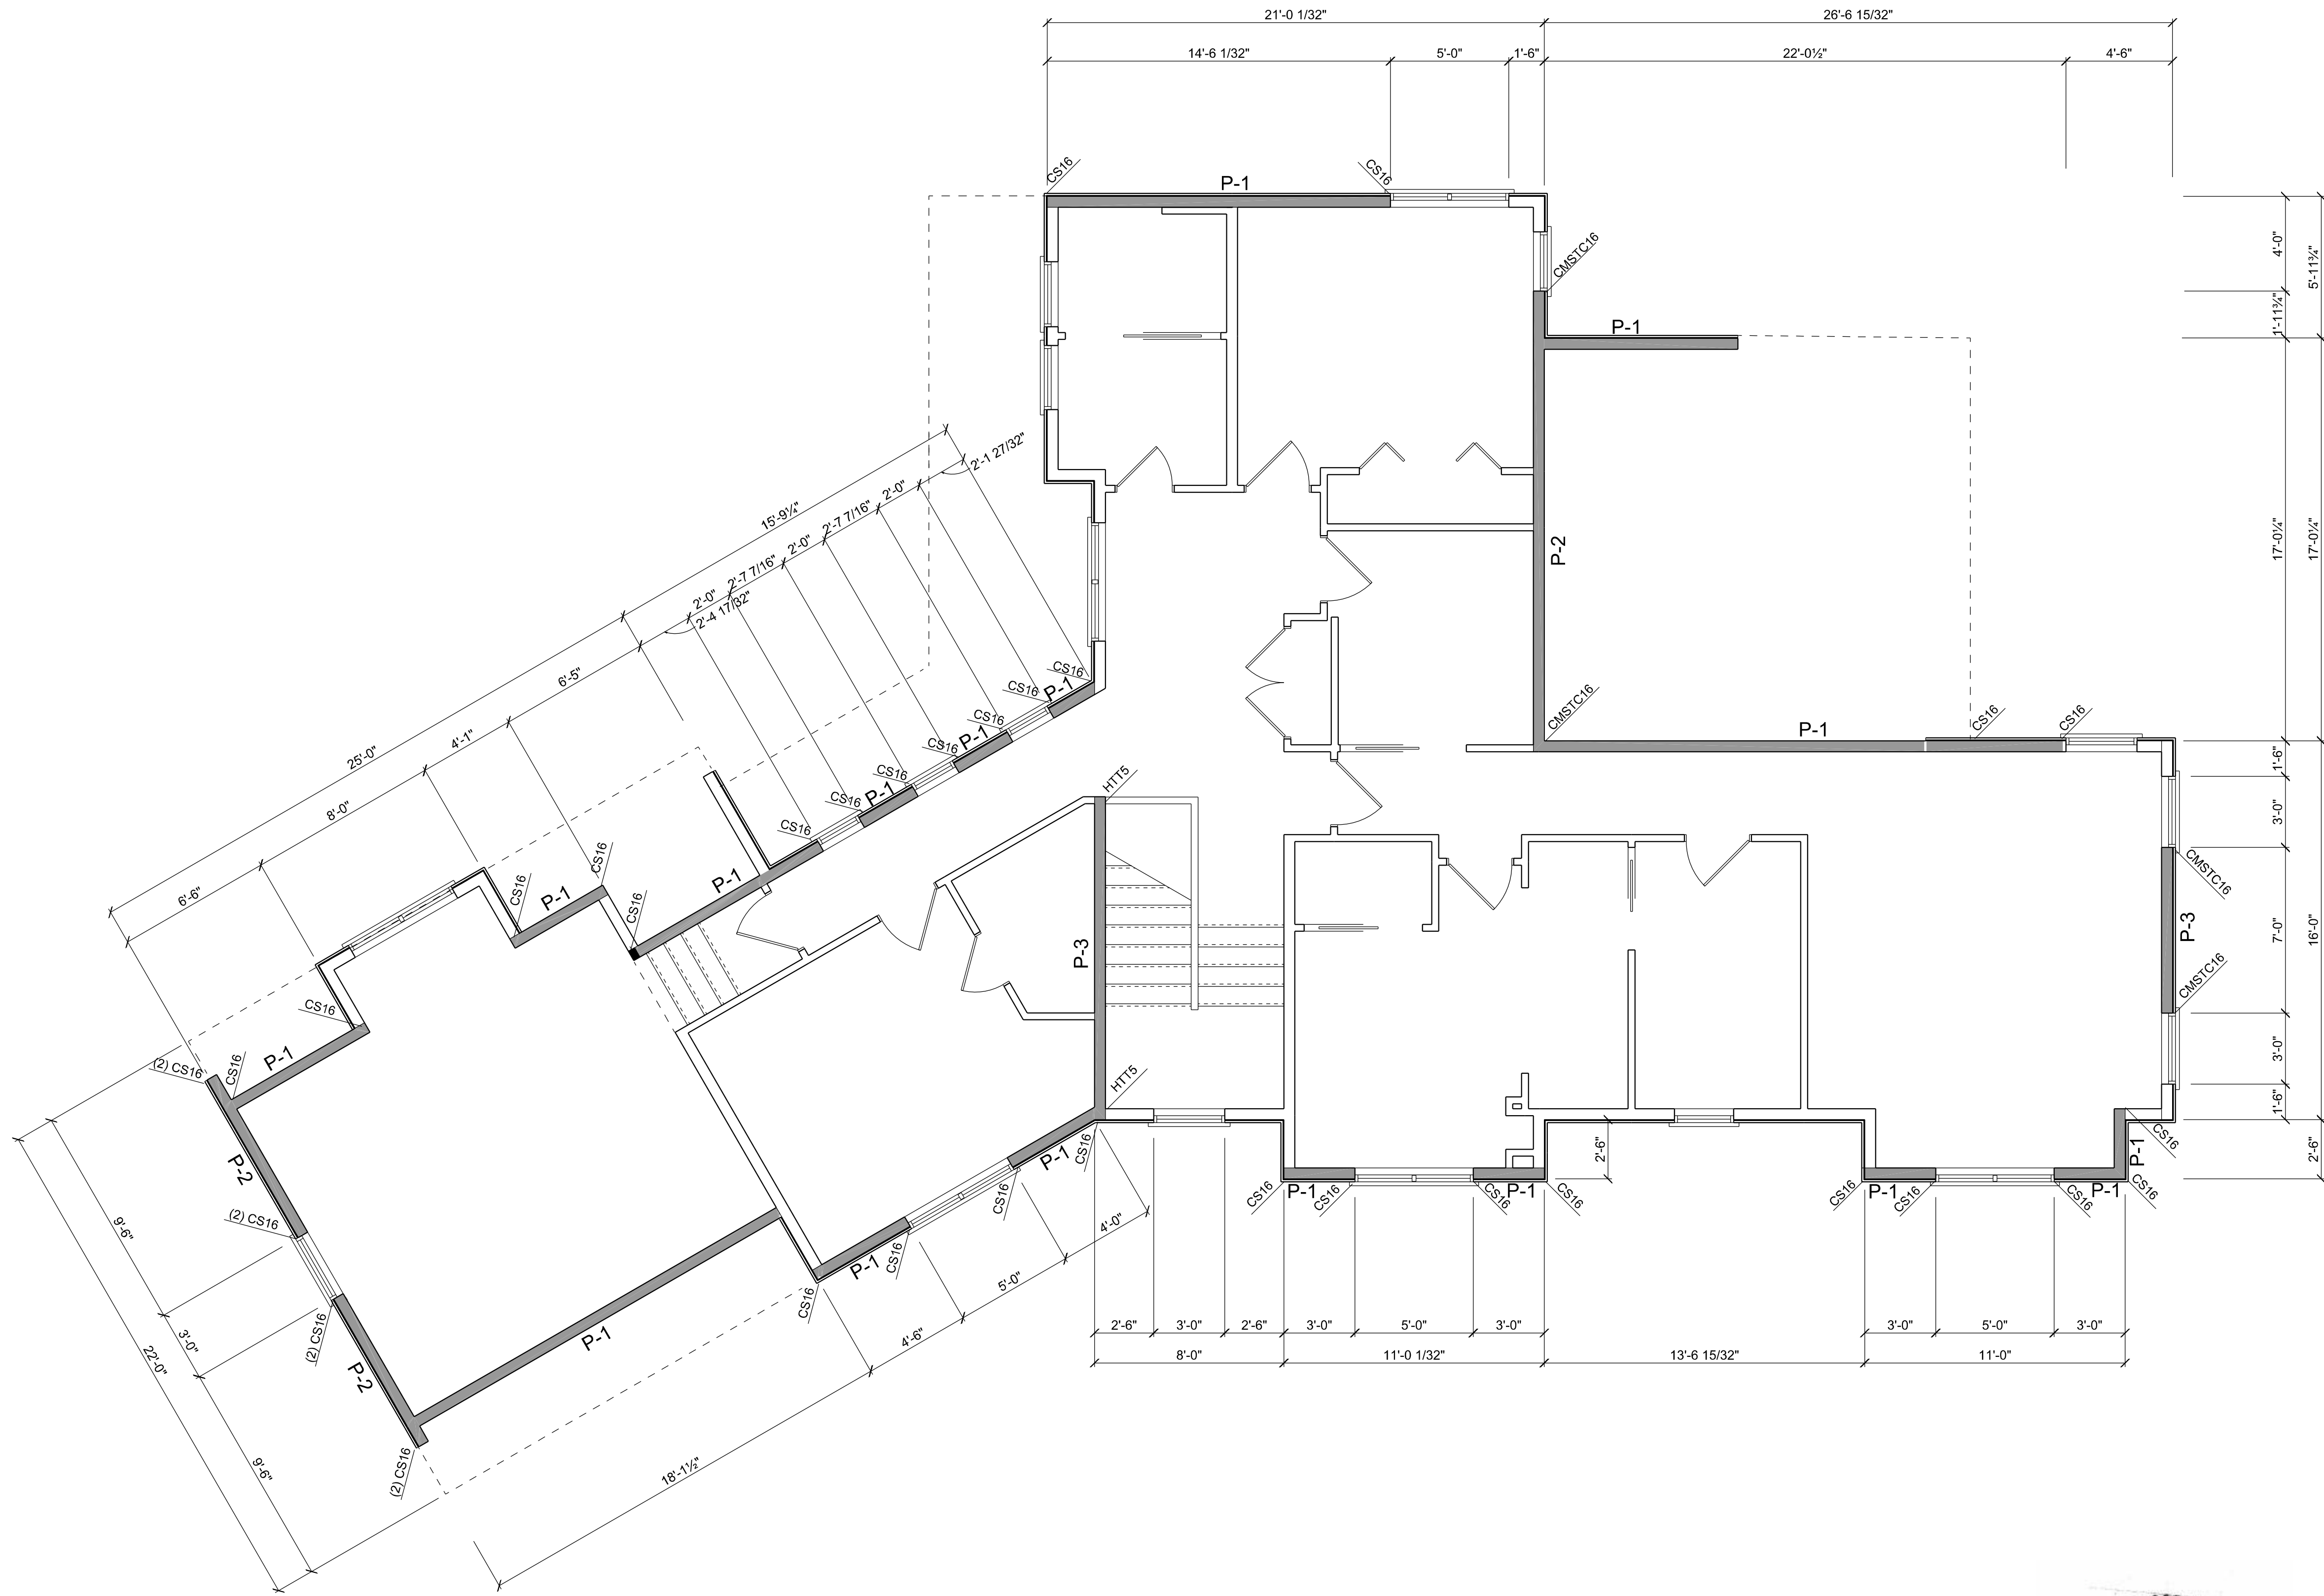 21'-0 1/32"
26'-6 15/32"
14'-6 1/32"
5'-0"
1'-6"
22'-0½"
4'-6"
CS16
P-1
CS16
CMSTC16
4'-0"
5'-11¾"
1'-11¾"
P-1
2'-1 27/32"
2'-0"
15'-9¼"
2'-7 7/16"
2'-0"
2'-7 7/16"
2'-0"
2'-4 17/32"
17'-0¼"
17'-0¼"
P-2
6'-5"
CS16
P-1
CS16
CMSTC16
CS16
P-1
P-1
CS16
CS16
25'-0"
4'-1"
CS16
CS16
P-1
CS16
HTT5
1'-6"
8'-0"
CS16
3'-0"
CS16
P-1
CMSTC16
6'-6"
CS16
P-1
CS16
P-3
P-3
7'-0"
16'-0"
CMSTC16
CS16
3'-0"
(2) CS16
CS16
P-1
HTT5
1'-6"
CS16
CS16
P-1
2'-6"
P-1
2'-6"
P-2
CS16
CS16
P-1
CS16
CS16
P-1
CS16
CS16
P-1
CS16
CS16
P-1
CS16
9'-6"
(2) CS16
4'-0"
CS16
P-1
5'-0"
CS16
3'-0"
(2) CS16
P-1
4'-6"
2'-6"
3'-0"
2'-6"
3'-0"
5'-0"
3'-0"
3'-0"
5'-0"
3'-0"
22'-0"
P-2
8'-0"
11'-0 1/32"
13'-6 15/32"
11'-0"
9'-6"
(2) CS16
18'-1½"